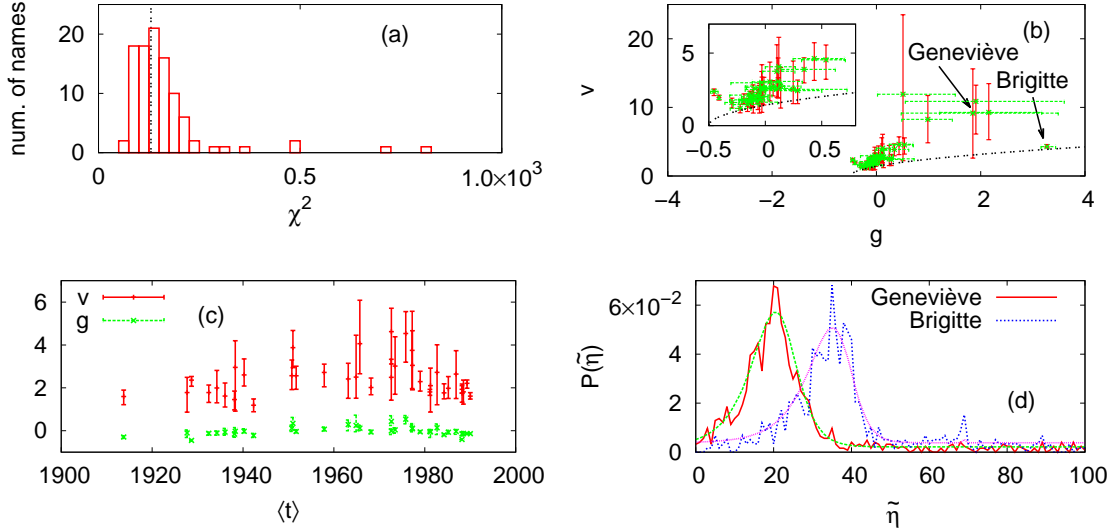 num. of names
20
10
0
(a)
0
0.5
1.0×10³
χ²
v
20
10
0
(b)
Geneviève
Brigitte
5
0
−0.5
0
0.5
−4
−2
0
2
4
g
6
4
2
0
v
g
(c)
1900
1920
1940
1960
1980
2000
⟨t⟩
P(η̃)
6×10⁻²
4
2
0
Geneviève
Brigitte
(d)
0
20
40
60
80
100
η̃